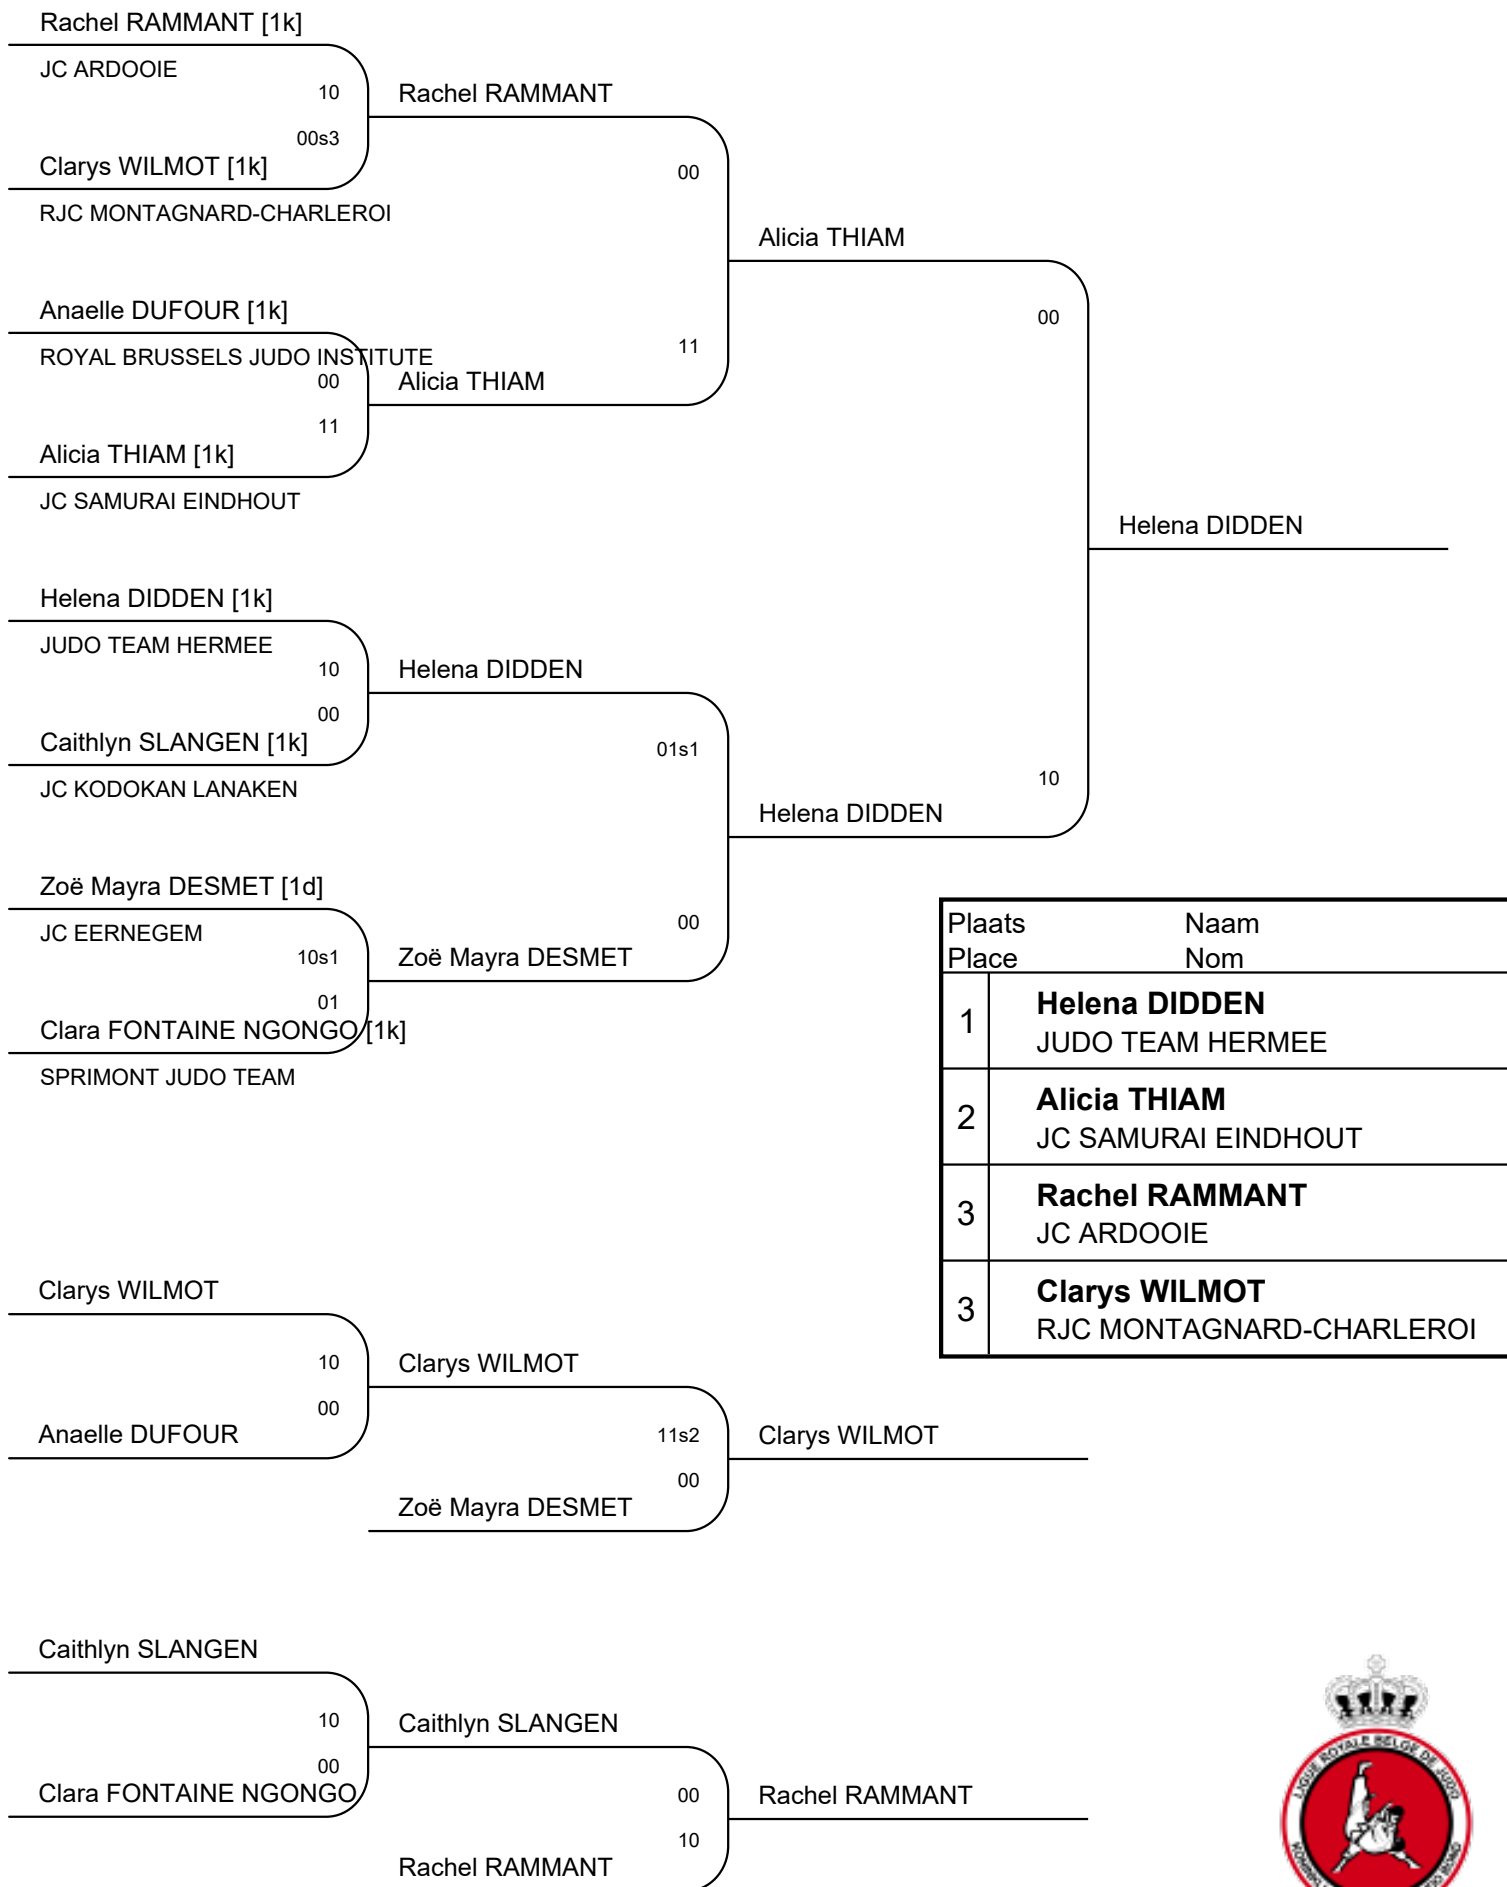 Rachel RAMMANT [1k]
JC ARDOOIE
10
Rachel RAMMANT
00s3
Clarys WILMOT [1k]
00
RJC MONTAGNARD-CHARLEROI
Alicia THIAM
Anaelle DUFOUR [1k]
00
ROYAL BRUSSELS JUDO INSTITUTE
11
00
Alicia THIAM
11
Alicia THIAM [1k]
JC SAMURAI EINDHOUT
Helena DIDDEN
Helena DIDDEN [1k]
JUDO TEAM HERMEE
10
Helena DIDDEN
00
Caithlyn SLANGEN [1k]
01s1
JC KODOKAN LANAKEN
10
Helena DIDDEN
Zoë Mayra DESMET [1d]
JC EERNEGEM
00
10s1
Zoë Mayra DESMET
01
Clara FONTAINE NGONGO [1k]
SPRIMONT JUDO TEAM
Plaats Naam
Place Nom
1 Helena DIDDEN
JUDO TEAM HERMEE
2 Alicia THIAM
JC SAMURAI EINDHOUT
3 Rachel RAMMANT
JC ARDOOIE
3 Clarys WILMOT
RJC MONTAGNARD-CHARLEROI
Clarys WILMOT
10
Clarys WILMOT
00
Anaelle DUFOUR
11s2
Clarys WILMOT
00
Zoë Mayra DESMET
Caithlyn SLANGEN
10
Caithlyn SLANGEN
00
Clara FONTAINE NGONGO
00
Rachel RAMMANT
10
Rachel RAMMANT
LIGUE ROYALE BELGE DE JUDO